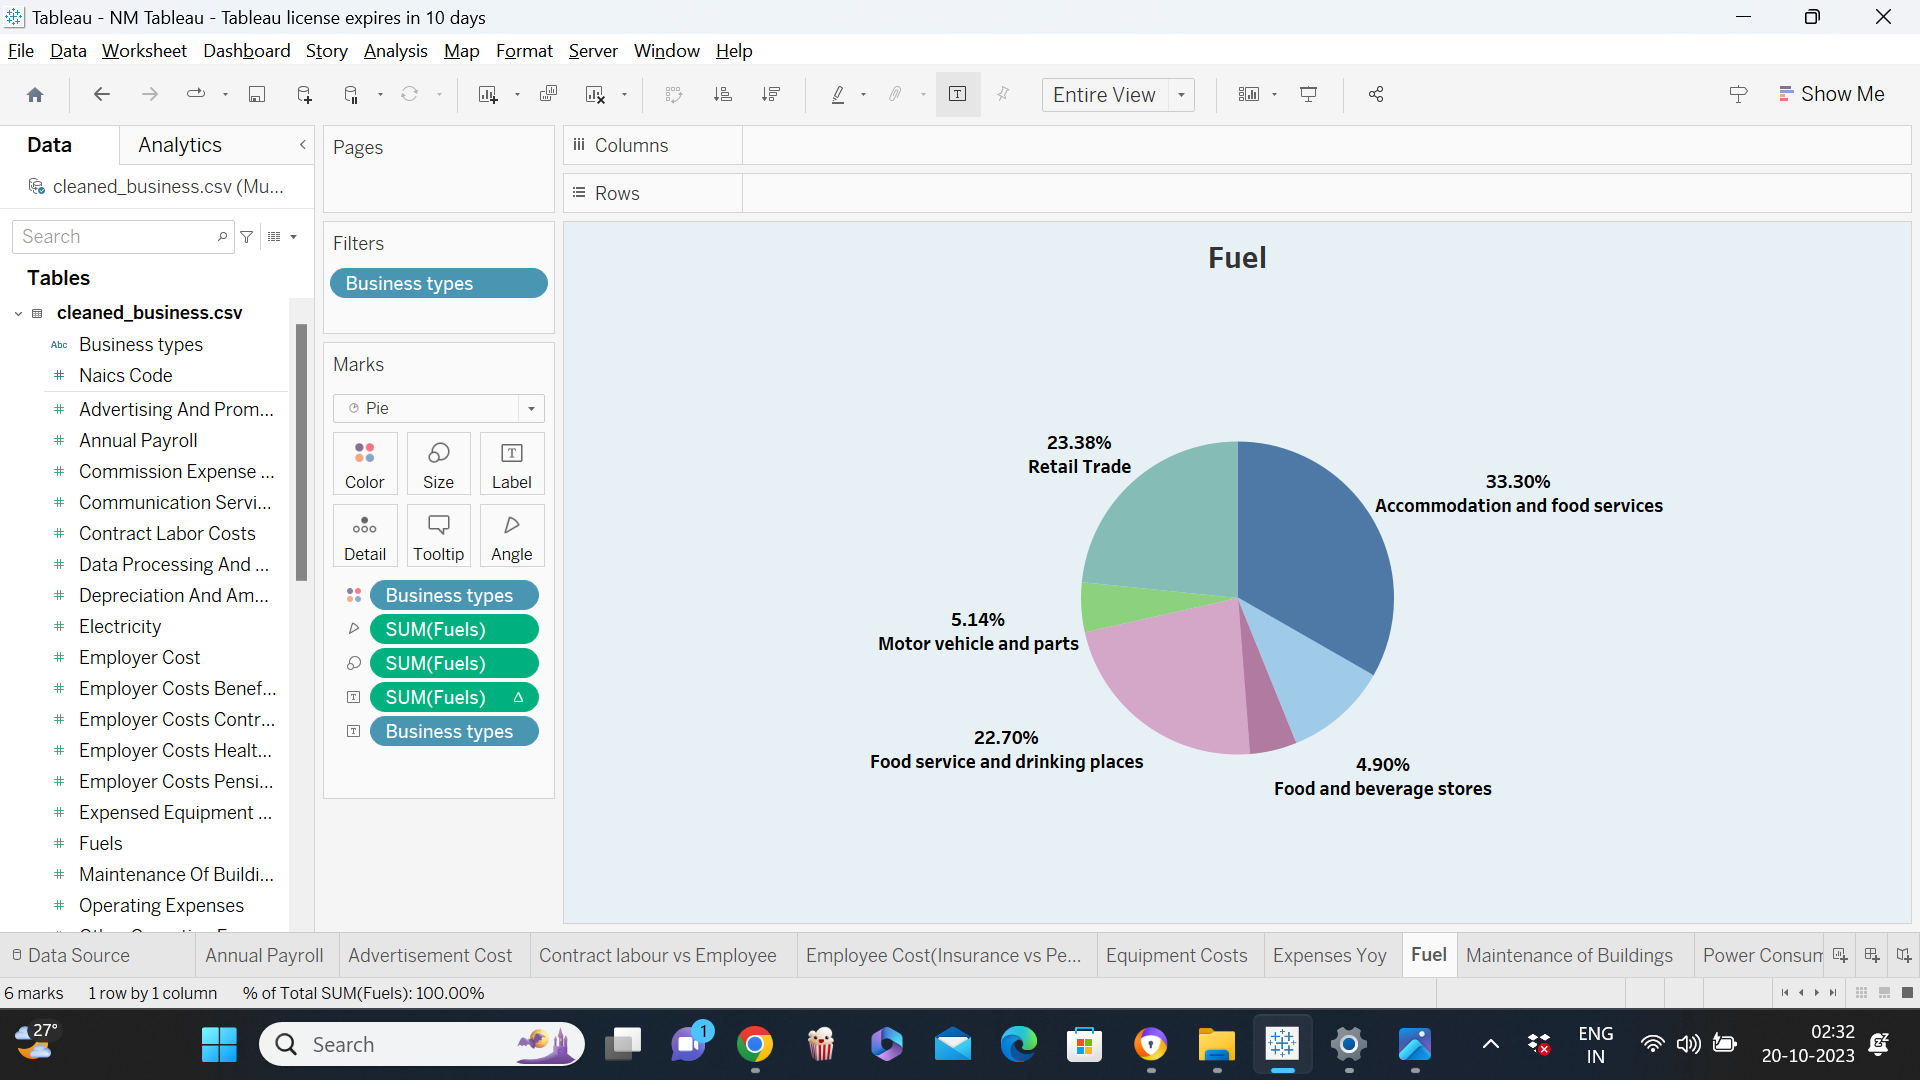 Tableau - NM Tableau - Tableau license expires in 10 days
File Data Worksheet Dashboard Story Analysis Map Format Server Window Help
Entire View
Show Me
Data Analytics
cleaned_business.csv (Mu...
Search
Tables
cleaned_business.csv
Abc Business types
# Naics Code
# Advertising And Prom...
# Annual Payroll
# Commission Expense ...
# Communication Servi...
# Contract Labor Costs
# Data Processing And ...
# Depreciation And Am...
# Electricity
# Employer Cost
# Employer Costs Benef...
# Employer Costs Contr...
# Employer Costs Healt...
# Employer Costs Pensi...
# Expensed Equipment ...
# Fuels
# Maintenance Of Buildi...
# Operating Expenses
Pages
Filters
Business types
Marks
Pie
Color Size Label
Detail Tooltip Angle
Business types
SUM(Fuels)
SUM(Fuels)
SUM(Fuels) Δ
Business types
Columns
Rows
Fuel
23.38%
Retail Trade
33.30%
Accommodation and food services
5.14%
Motor vehicle and parts
22.70%
Food service and drinking places
4.90%
Food and beverage stores
Data Source Annual Payroll Advertisement Cost Contract labour vs Employee Employee Cost(Insurance vs Pe... Equipment Costs Expenses Yoy Fuel Maintenance of Buildings Power Consum
6 marks 1 row by 1 column % of Total SUM(Fuels): 100.00%
27°
Search
1
ENG
IN
02:32
20-10-2023